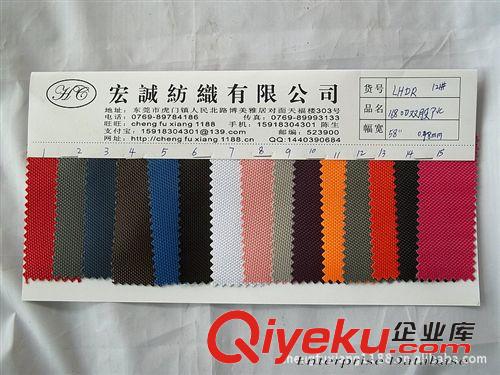 HC
宏誠紡織有限公司
地址:东莞市虎门镇人民北路博美雅居对面天福楼303号
电话:0769-89784186 传真:0769-89993133
旺旺:cheng fu xiang 1188 手机:15918304301 陈生
支付宝:15918304301@139.com 邮编:523900
网址:http://chengfuxiang1188.cn QQ:1440390684
货号 LHDR 12#
品名
幅宽 58"
1 2 3 4 5 6 7 8 9 10 11 12 13 14 15
Qiyeku 企业库
Enterprise Database